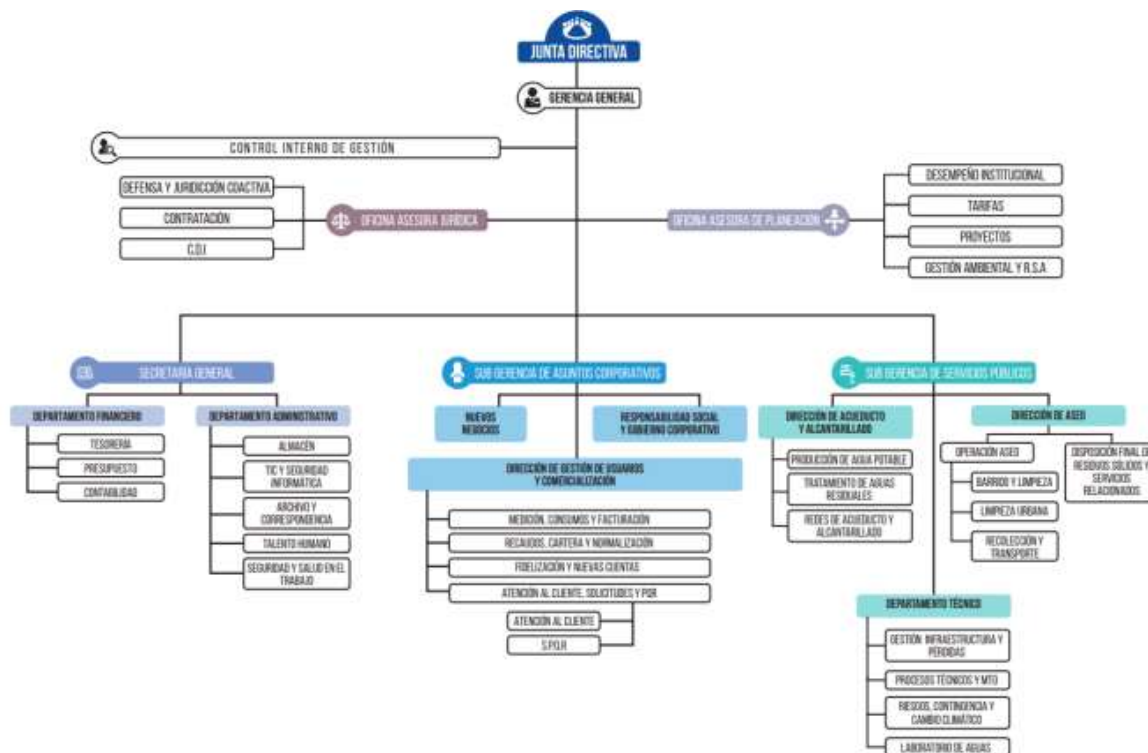 JUNTA DIRECTIVA
GERENCIA GENERAL
CONTROL INTERNO DE GESTIÓN
DEFENSA Y JURIDICCIÓN COACTIVA
CONTRATACIÓN
C.D.I
OFICINA ASESORA JURÍDICA
OFICINA ASESORA DE PLANEACIÓN
DESEMPEÑO INSTITUCIONAL
TARIFAS
PROYECTOS
GESTIÓN AMBIENTAL Y R.S.A
SECRETARÍA GENERAL
DEPARTAMENTO FINANCIERO
TESORERÍA
PRESUPUESTO
CONTABILIDAD
DEPARTAMENTO ADMINISTRATIVO
ALMACÉN
TIC Y SEGURIDAD
INFORMÁTICA
ARCHIVO Y
CORRESPONDENCIA
TALENTO HUMANO
SEGURIDAD Y SALUD EN EL
TRABAJO
SUB GERENCIA DE ASUNTOS CORPORATIVOS
NUEVOS
NEGOCIOS
RESPONSABILIDAD SOCIAL
Y GOBIERNO CORPORATIVO
DIRECCIÓN DE GESTIÓN DE USUARIOS
Y COMERCIALIZACIÓN
MEDICIÓN, CONSUMOS Y FACTURACIÓN
RECAUDOS, CARTERA Y NORMALIZACIÓN
FIDELIZACIÓN Y NUEVAS CUENTAS
ATENCIÓN AL CLIENTE, SOLICITUDES Y PQR
ATENCIÓN AL CLIENTE
S.P.Q.R
SUB GERENCIA DE SERVICIOS PÚBLICOS
DIRECCIÓN DE ACUEDUCTO
Y ALCANTARILLADO
PRODUCCIÓN DE AGUA POTABLE
TRATAMIENTO DE AGUAS
RESIDUALES
REDES DE ACUEDUCTO Y
ALCANTARILLADO
DIRECCIÓN DE ASEO
OPERACIÓN ASEO
BARRIDO Y LIMPIEZA
LIMPIEZA URBANA
RECOLECCIÓN Y
TRANSPORTE
DISPOSICIÓN FINAL DE
RESIDUOS SÓLIDOS Y
SERVICIOS
RELACIONADOS
DEPARTAMENTO TÉCNICO
GESTIÓN INFRAESTRUCTURA Y
PÉRDIDAS
PROCESOS TÉCNICOS Y MTO
RIESGOS, CONTINGENCIA Y
CAMBIO CLIMÁTICO
LABORATORIO DE AGUAS